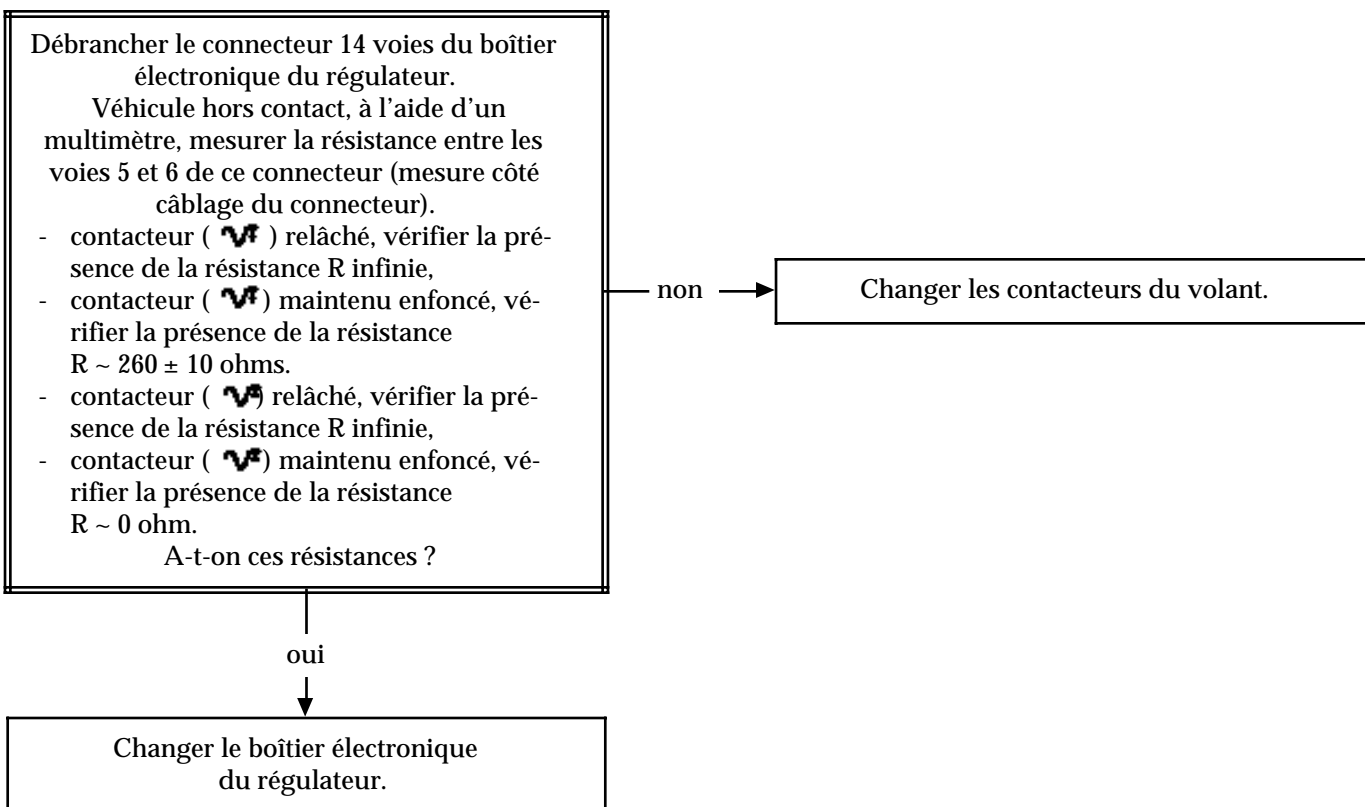 Débrancher le connecteur 14 voies du boîtier
électronique du régulateur.
Véhicule hors contact, à l'aide d'un
multimètre, mesurer la résistance entre les
voies 5 et 6 de ce connecteur (mesure côté
câblage du connecteur).
- contacteur ( ) relâché, vérifier la pré-
sence de la résistance R infinie,
- contacteur ( ) maintenu enfoncé, vé-
rifier la présence de la résistance
R ~ 260 ± 10 ohms.
- contacteur ( ) relâché, vérifier la pré-
sence de la résistance R infinie,
- contacteur ( ) maintenu enfoncé, vé-
rifier la présence de la résistance
R ~ 0 ohm.
A-t-on ces résistances ?
non
Changer les contacteurs du volant.
oui
Changer le boîtier électronique
du régulateur.